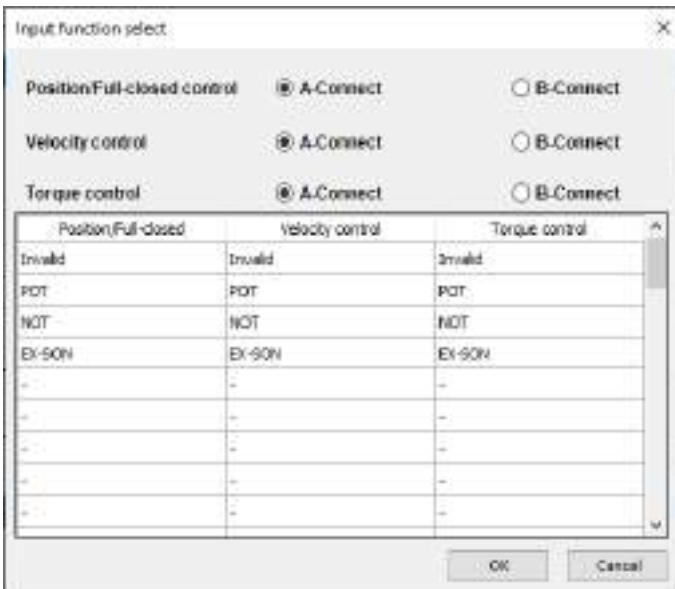 Input function select
Position/Full-closed control A-Connect B-Connect
Velocity control A-Connect B-Connect
Torque control A-Connect B-Connect
Position/Full-closed Velocity control Torque control
Invalid Invalid Invalid
POT POT POT
NOT NOT NOT
EX-SON EX-SON EX-SON
- - -
- - -
- - -
- - -
- - -
OK Cancel